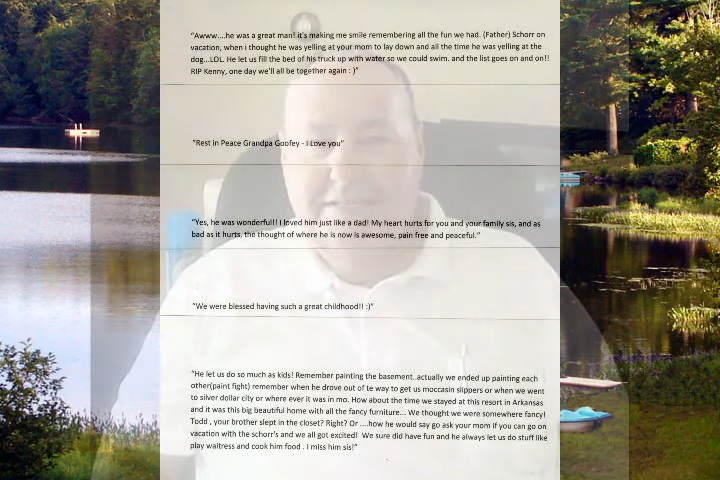 "Awww....he was a great man! it's making me smile remembering all the fun we had. (Father) Schorr on
vacation, when i thought he was yelling at your mom to lay down and all the time he was yelling at the
dog...LOL. He let us fill the bed of his truck up with water so we could swim. and the list goes on and on!!
RIP Kenny, one day we'll all be together again : )"
"Rest in Peace Grandpa Goofey - I Love you"
"Yes, he was wonderful!! I loved him just like a dad! My heart hurts for you and your family sis, and as
bad as it hurts, the thought of where he is now is awesome, pain free and peaceful."
"We were blessed having such a great childhood!! :)"
"He let us do so much as kids! Remember painting the basement..actually we ended up painting each
other(paint fight) remember when he drove out of te way to get us moccasin slippers or when we went
to silver dollar city or where ever it was in mo. How about the time we stayed at this resort in Arkansas
and it was this big beautiful home with all the fancy furniture... We thought we were somewhere fancy!
Todd , your brother slept in the closet? Right? Or ....how he would say go ask your mom if you can go on
vacation with the schorr's and we all got excited!  We sure did have fun and he always let us do stuff like
play waitress and cook him food . I miss him sis!"